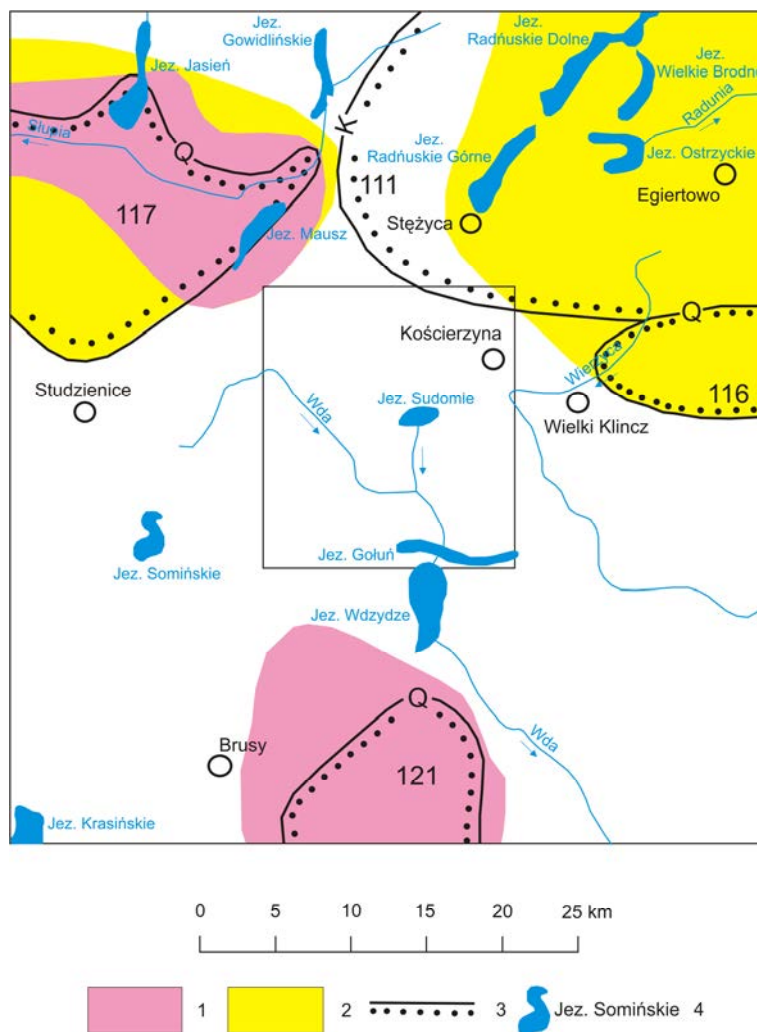 Jez.
Gowidlińskie
Jez.
Radńuskie Dolne
Jez.
Wielkie Brodno
Jez. Jasień
Słupia
Q
K
Radunia
Jez.
Radńuskie Górne
Jez. Ostrzyckie
111
Egiertowo
117
Stężyca
Jez. Mausz
Q
Kościerzyna
Wierzyca
116
Studzienice
Wda
Jez. Sudomie
Wielki Klincz
Jez. Gołuń
Jez. Somińskie
Jez. Wdzydze
Q
Brusy
Wda
121
Jez. Krasińskie
0 5 10 15 20 25 km
1 2 3 Jez. Somińskie 4